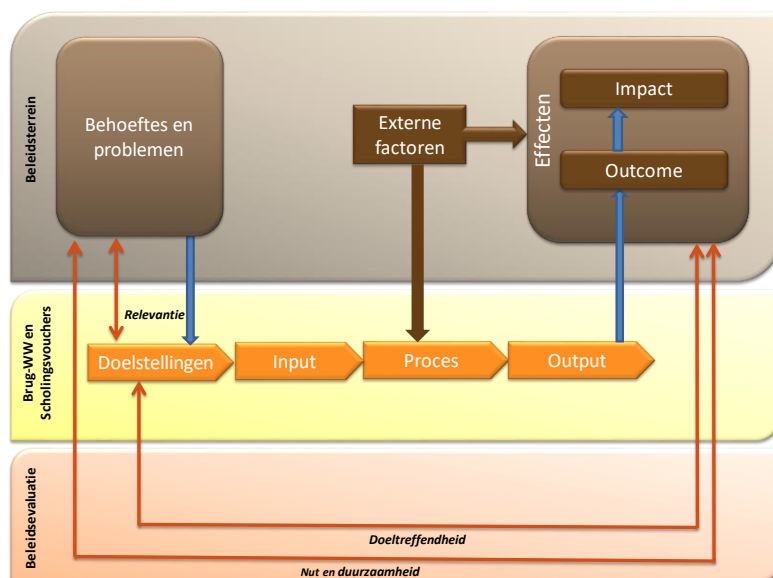 Beleidsterrein
Behoeftes en
problemen
Externe
factoren
Effecten
Impact
Outcome
Brug-WW en
Scholingsvouchers
Relevantie
Doelstellingen
Input
Proces
Output
Beleidsevaluatie
Doeltreffendheid
Nut en duurzaamheid